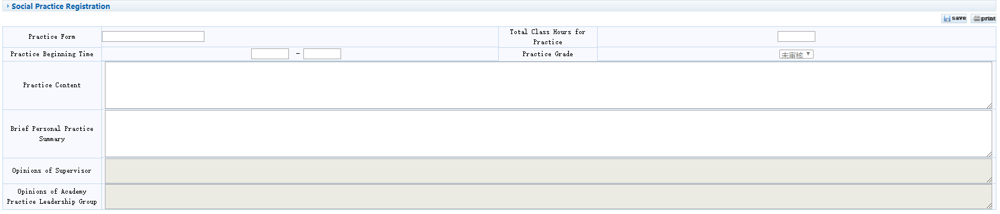 Social Practice Registration
save print
Practice Form
Total Class Hours for
Practice
Practice Beginning Time
-
Practice Grade
未审核
Practice Content
Brief Personal Practice
Summary
Opinions of Supervisor
Opinions of Academy
Practice Leadership Group